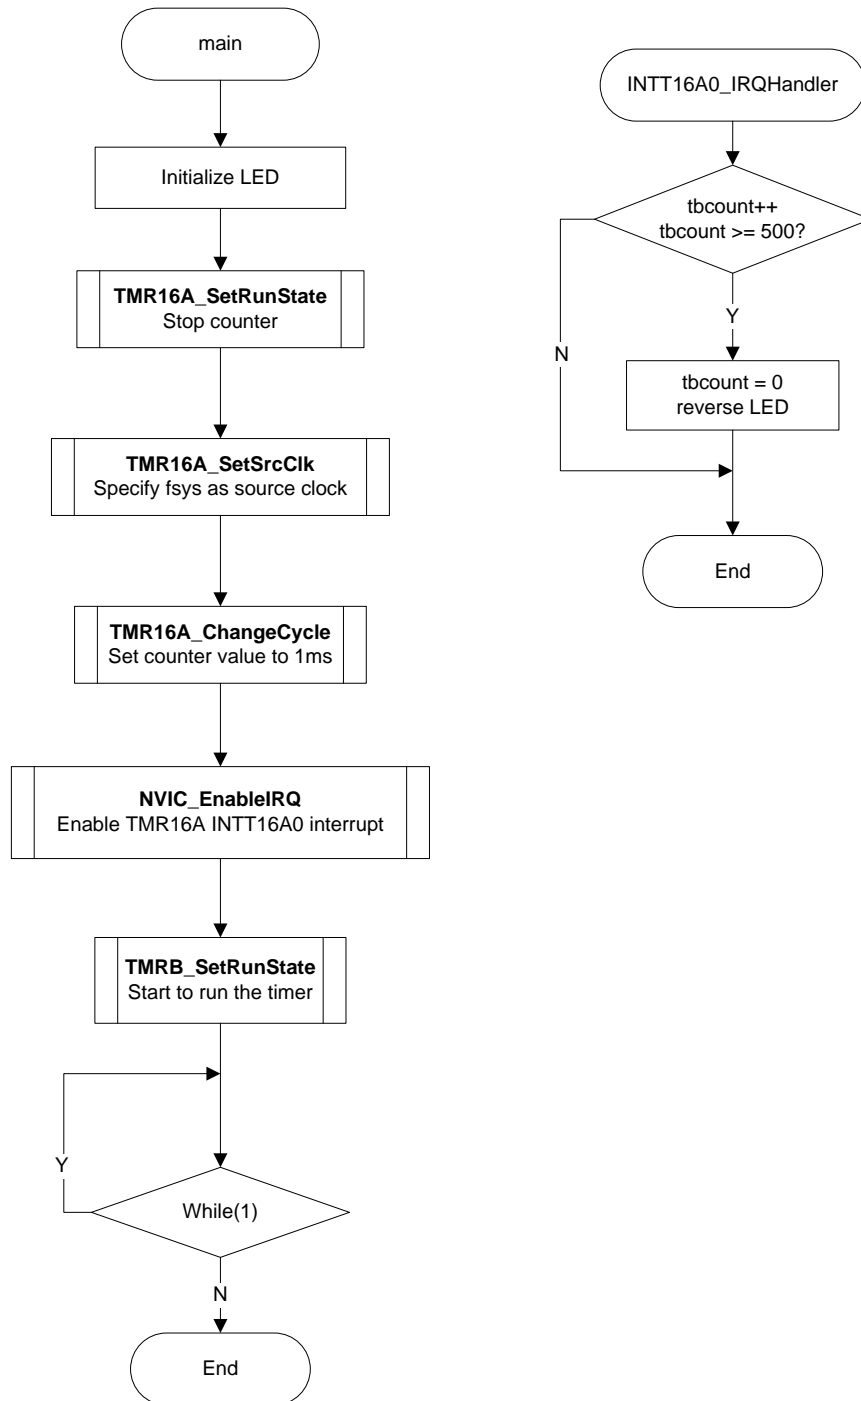 main
Initialize LED
TMR16A_SetRunState
Stop counter
TMR16A_SetSrcClk
Specify fsys as source clock
TMR16A_ChangeCycle
Set counter value to 1ms
NVIC_EnableIRQ
Enable TMR16A INTT16A0 interrupt
TMRB_SetRunState
Start to run the timer
Y
While(1)
N
End
INTT16A0_IRQHandler
tbcount++
tbcount >= 500?
Y
N
tbcount = 0
reverse LED
End